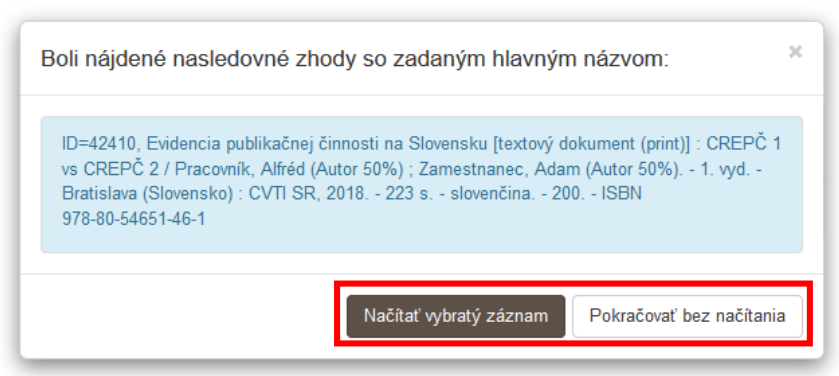 Boli nájdené nasledovné zhody so zadaným hlavným názvom:
×
ID=42410, Evidencia publikačnej činnosti na Slovensku [textový dokument (print)] : CREPČ 1
vs CREPČ 2 / Pracovník, Alfréd (Autor 50%) ; Zamestnanec, Adam (Autor 50%). - 1. vyd. -
Bratislava (Slovensko) : CVTI SR, 2018. - 223 s. - slovenčina. - 200. - ISBN
978-80-54651-46-1
Načítať vybratý záznam Pokračovať bez načítania